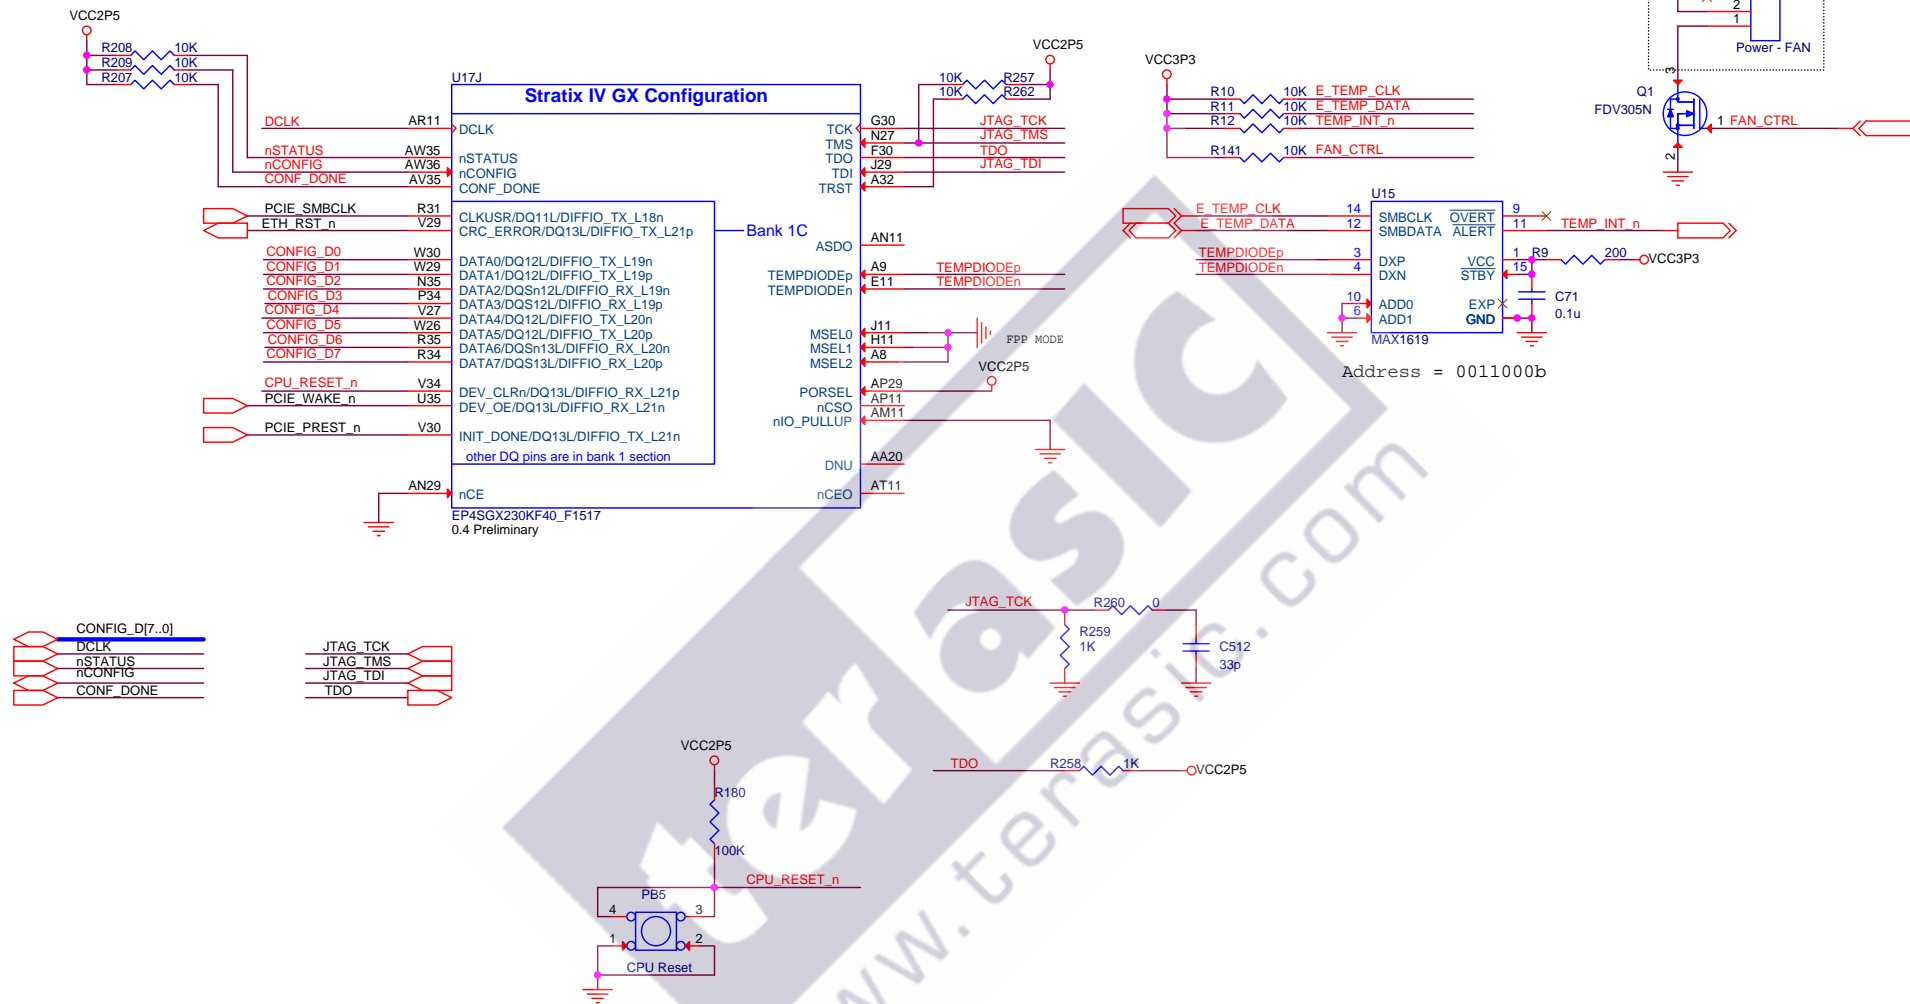 VCC2P5
R208 10K
R209 10K
R207 10K
U17J
Stratix IV GX Configuration
VCC2P5
10K R257
10K R262
DCLK AR11 DCLK
nSTATUS AW35 nSTATUS
nCONFIG AW36 nCONFIG
CONF_DONE AV35 CONF_DONE
TCK G30 JTAG_TCK
TMS N27 JTAG_TMS
TDO F30 TDO
TDI J29 JTAG_TDI
TRST A32
PCIE_SMBCLK R31 CLKUSR/DQ11L/DIFFIO_TX_L18n
ETH_RST_n V29 CRC_ERROR/DQ13L/DIFFIO_TX_L21p
Bank 1C
CONFIG_D0 W30 DATA0/DQ12L/DIFFIO_TX_L19n
CONFIG_D1 W29 DATA1/DQ12L/DIFFIO_TX_L19p
CONFIG_D2 N35 DATA2/DQSn12L/DIFFIO_RX_L19n
CONFIG_D3 P34 DATA3/DQS12L/DIFFIO_RX_L19p
CONFIG_D4 V27 DATA4/DQ12L/DIFFIO_TX_L20n
CONFIG_D5 W26 DATA5/DQ12L/DIFFIO_TX_L20p
CONFIG_D6 R35 DATA6/DQSn13L/DIFFIO_RX_L20n
CONFIG_D7 R34 DATA7/DQS13L/DIFFIO_RX_L20p
CPU_RESET_n V34 DEV_CLRn/DQ13L/DIFFIO_RX_L21p
PCIE_WAKE_n U35 DEV_OE/DQ13L/DIFFIO_RX_L21n
PCIE_PREST_n V30 INIT_DONE/DQ13L/DIFFIO_TX_L21n
other DQ pins are in bank 1 section
AN29 nCE
ASDO AN11
TEMPDIODEp A9 TEMPDIODEp
TEMPDIODEn E11 TEMPDIODEn
MSEL0 J11
MSEL1 H11
MSEL2 A8
FPP MODE
VCC2P5
PORSEL AP29
nCSO AP11
nIO_PULLUP AM11
DNU AA20
nCEO AT11
EP4SGX230KF40_F1517
0.4 Preliminary
VCC3P3
R10 10K E_TEMP_CLK
R11 10K E_TEMP_DATA
R12 10K TEMP_INT_n
R141 10K FAN_CTRL
2
1
Power - FAN
3
Q1
FDV305N
1 FAN_CTRL
2
U15
E_TEMP_CLK 14 SMBCLK OVERT 9
E_TEMP_DATA 12 SMBDATA ALERT 11 TEMP_INT_n
TEMPDIODEp 3 DXP VCC 1 R9 200 VCC3P3
TEMPDIODEn 4 DXN STBY 15
10 ADD0 EXP
6 ADD1 GND
C71
0.1u
MAX1619
Address = 0011000b
CONFIG_D[7..0]
DCLK
nSTATUS
nCONFIG
CONF_DONE
JTAG_TCK
JTAG_TMS
JTAG_TDI
TDO
JTAG_TCK R260 0
R259
1K
C512
33p
TDO R258 1K VCC2P5
VCC2P5
R180
100K
CPU_RESET_n
PB5
4 3
1 2
CPU Reset
terasic
www.terasic.com